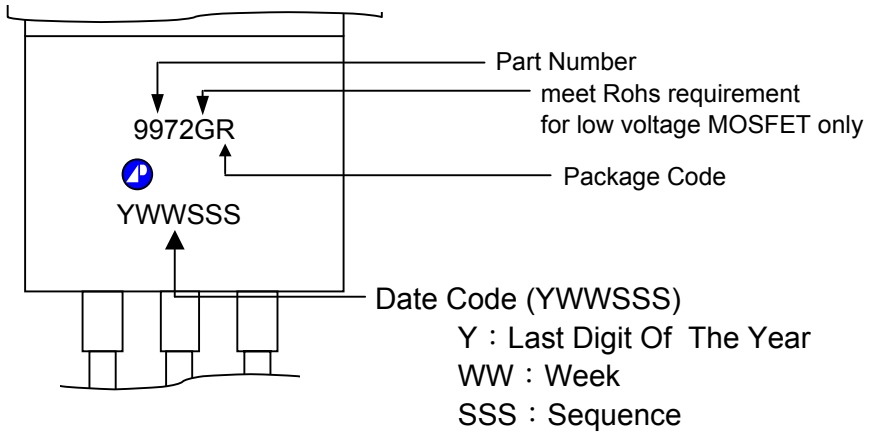 Part Number
meet Rohs requirement
for low voltage MOSFET only
9972GR
Package Code
YWWSSS
Date Code (YWWSSS)
Y：Last Digit Of The Year
WW：Week
SSS：Sequence